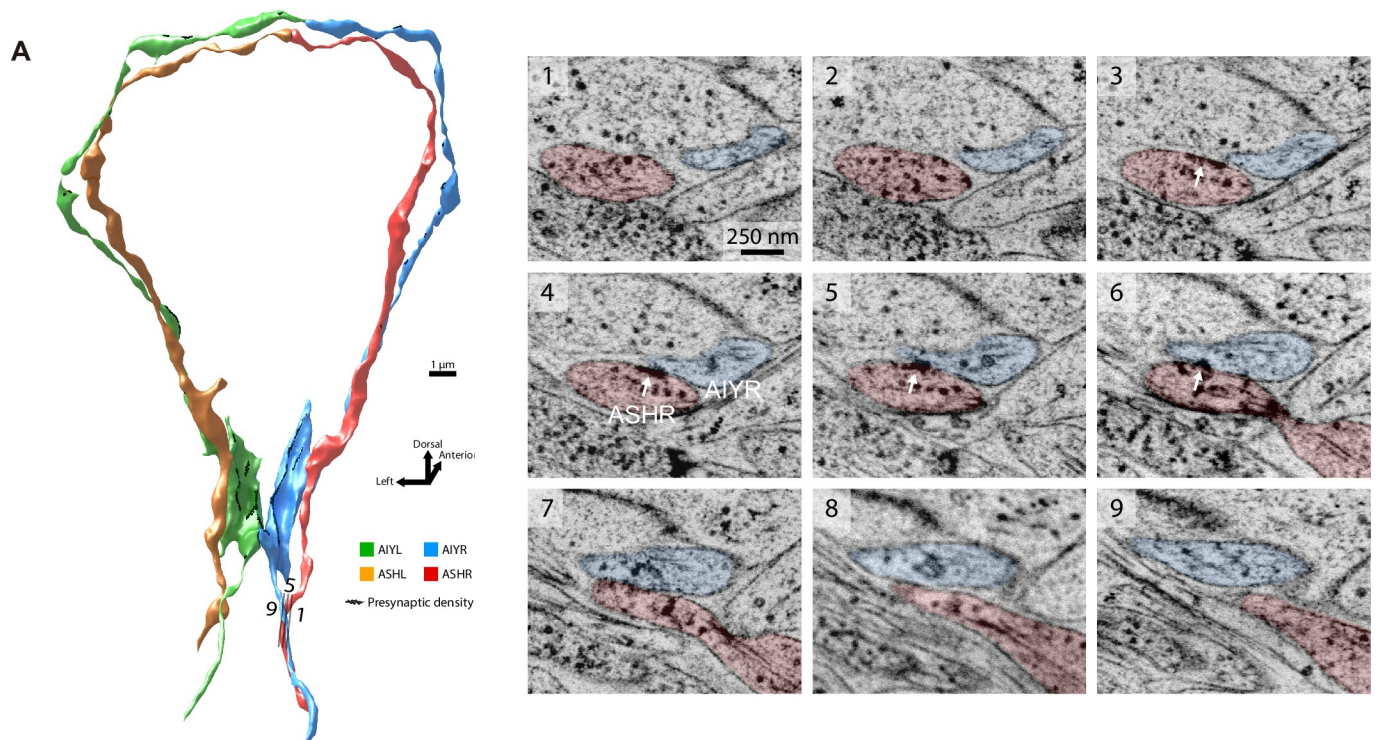 A
1
2
3
250 nm
4
5
6
AIYR
ASHR
1 µm
Dorsal
Anterior
Left
7
8
9
AIYL
AIYR
ASHL
ASHR
Presynaptic density
5
9
1